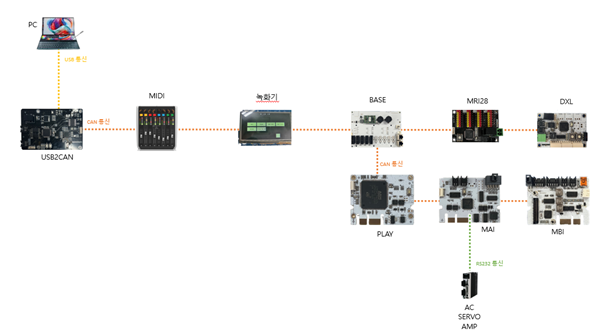 PC
USB 통신
MIDI
녹화기
BASE
MRI28
DXL
CAN 통신
USB2CAN
CAN 통신
PLAY
MAI
MBI
RS232 통신
AC
SERVO
AMP